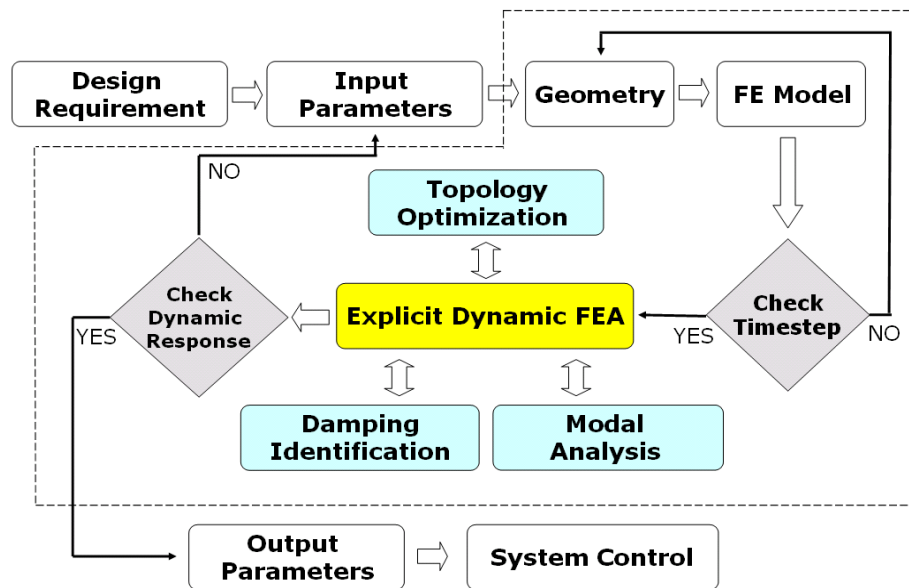 Design
Requirement
Input
Parameters
Geometry
FE Model
NO
Topology
Optimization
Check
Dynamic
Response
YES
Explicit Dynamic FEA
YES
Check
Timestep
NO
Damping
Identification
Modal
Analysis
Output
Parameters
System Control